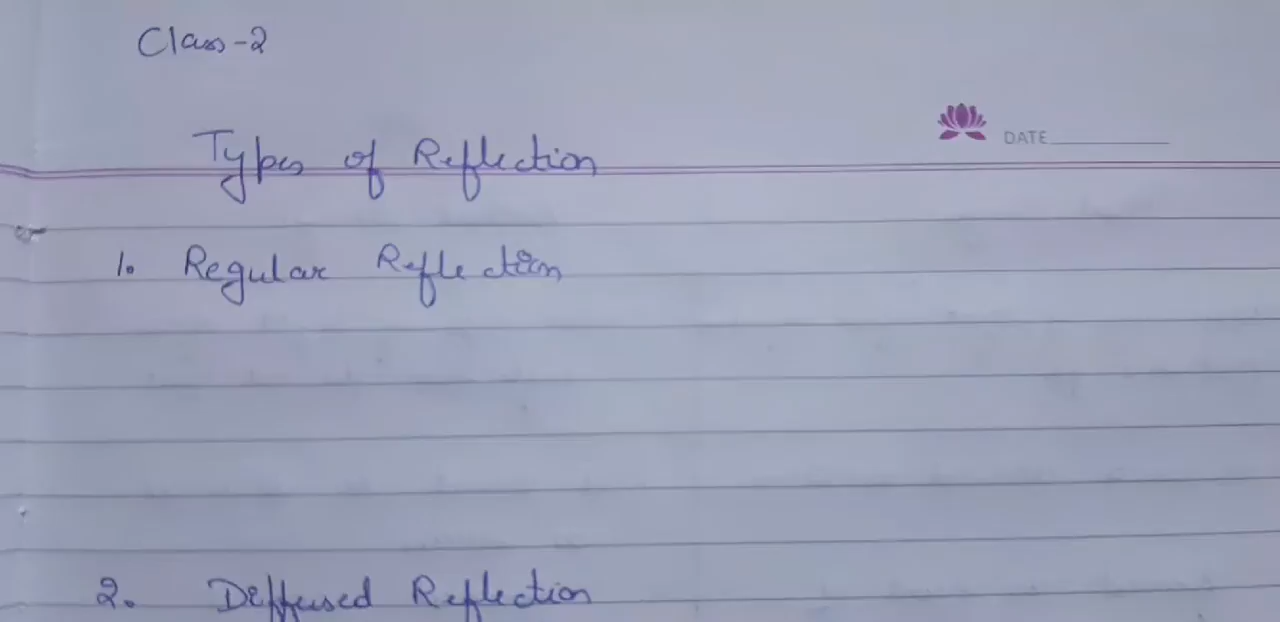 Class-2
DATE
Types of Reflection
1. Regular Reflection
2. Deffused Reflection